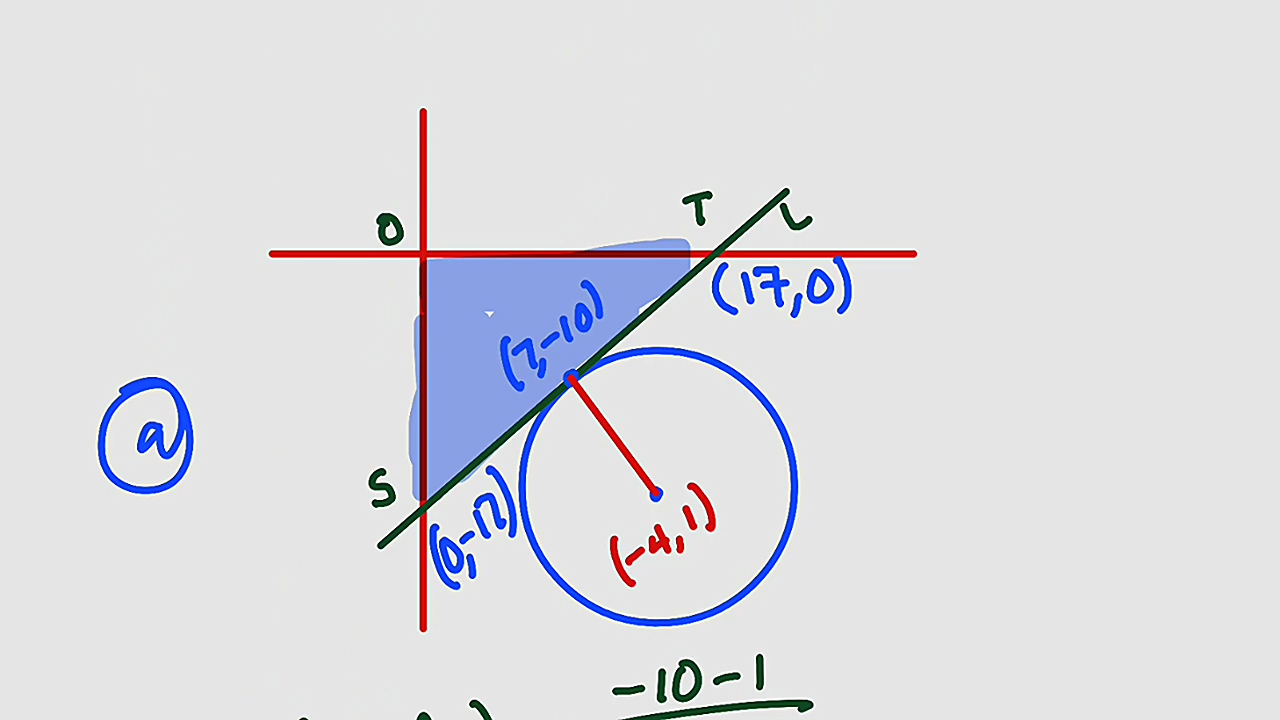 T
L
O
(17,0)
(7,-10)
a
S
(0,-17)
(-4,1)
-10-1